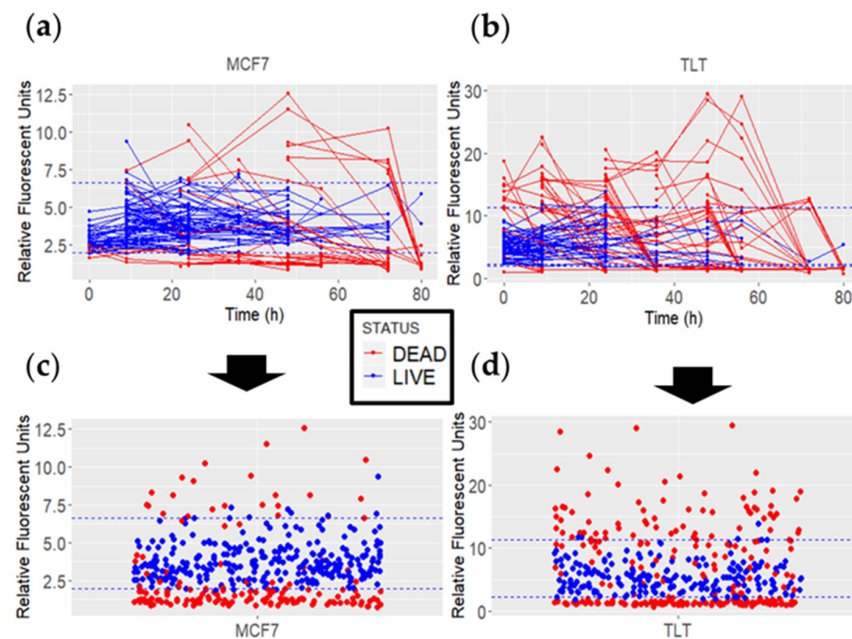 (a)
(b)
MCF7
TLT
Relative Fluorescent Units
12.5
10.0
7.5
5.0
2.5
0
20
40
60
80
Time (h)
Relative Fluorescent Units
30
20
10
0
0
20
40
60
80
Time (h)
STATUS
DEAD
LIVE
(c)
(d)
Relative Fluorescent Units
12.5
10.0
7.5
5.0
2.5
MCF7
Relative Fluorescent Units
30
20
10
0
TLT